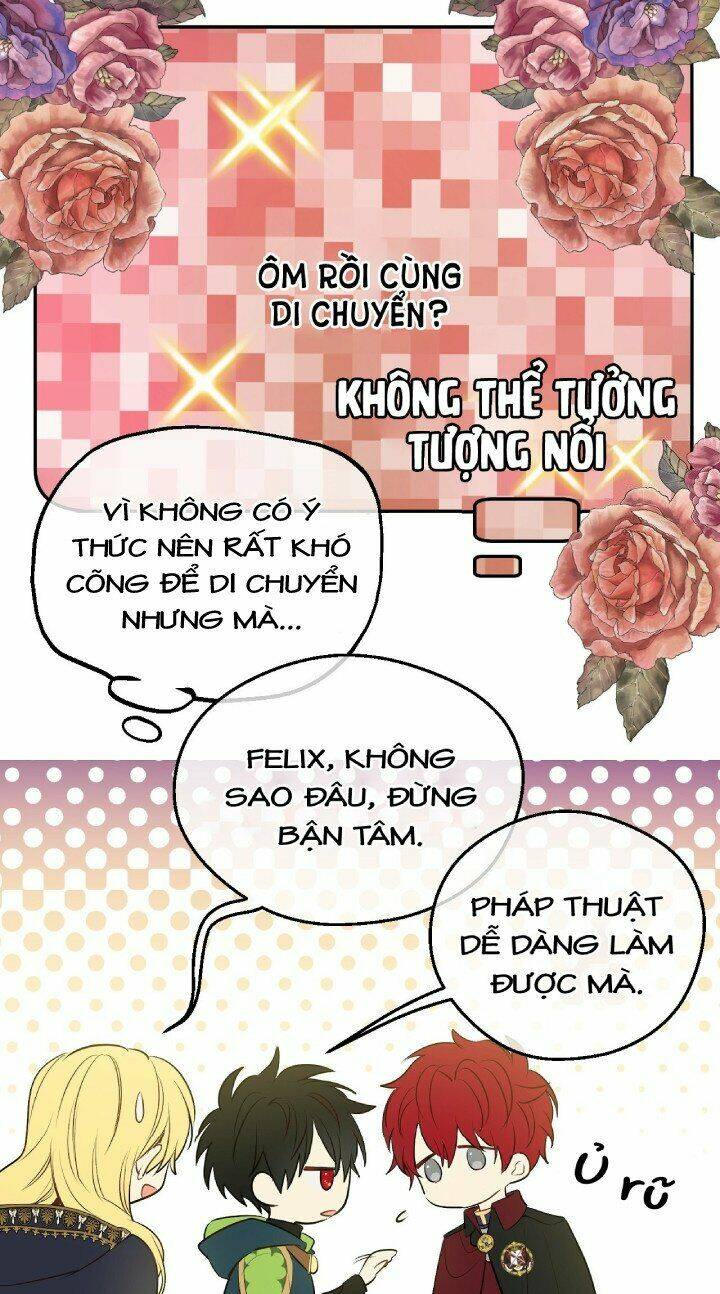 ÔM RỒI CÙNG
DI CHUYỂN?
KHÔNG THỂ TƯỞNG
TƯỢNG NỔI
VÌ KHÔNG CÓ Ý
THỨC NÊN RẤT KHÓ
CÕNG ĐỂ DI CHUYỂN
NHƯNG MÀ...
FELIX, KHÔNG
SAO ĐÂU, ĐỪNG
BẬN TÂM.
PHÁP THUẬT
DỄ DÀNG LÀM
ĐƯỢC MÀ.
Ủ RŨ